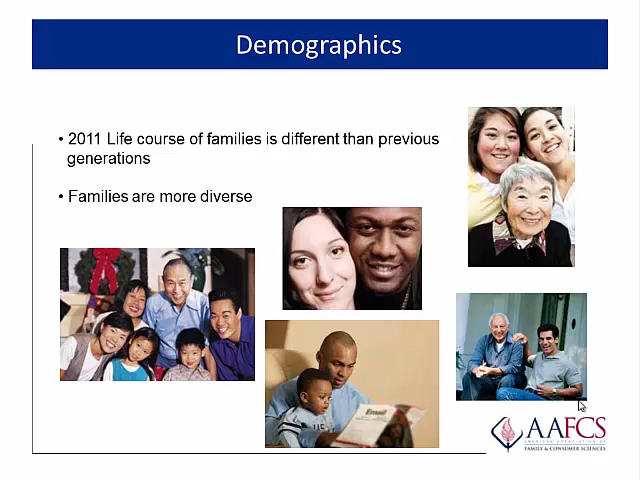 Demographics
• 2011 Life course of families is different than previous
generations
• Families are more diverse
Email
AAFCS
AMERICAN ASSOCIATION OF
FAMILY & CONSUMER SCIENCES